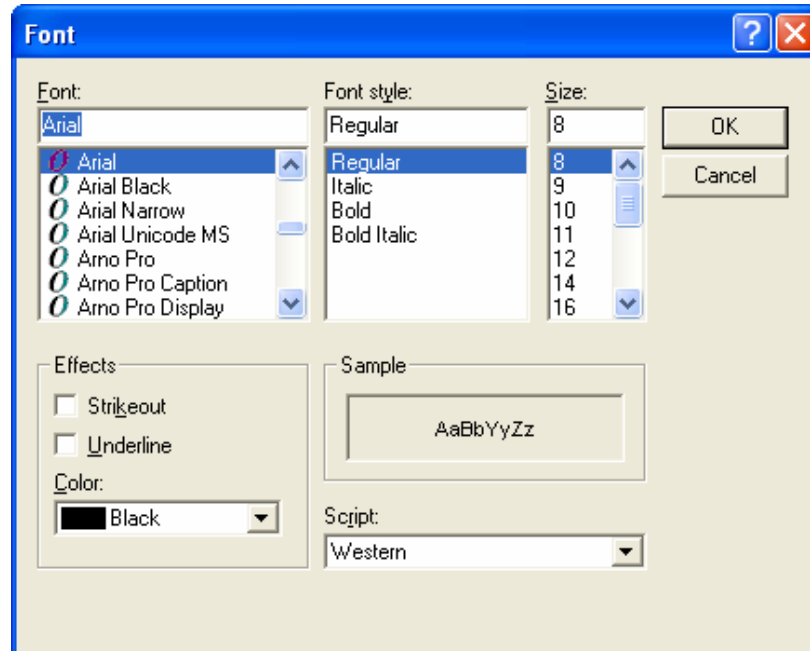 Font
Font:
Arial
Arial
Arial Black
Arial Narrow
Arial Unicode MS
Arno Pro
Arno Pro Caption
Arno Pro Display
Font style:
Regular
Regular
Italic
Bold
Bold Italic
Size:
8
8
9
10
11
12
14
16
OK
Cancel
Effects
Strikeout
Underline
Color:
Black
Sample
AaBbYyZz
Script:
Western